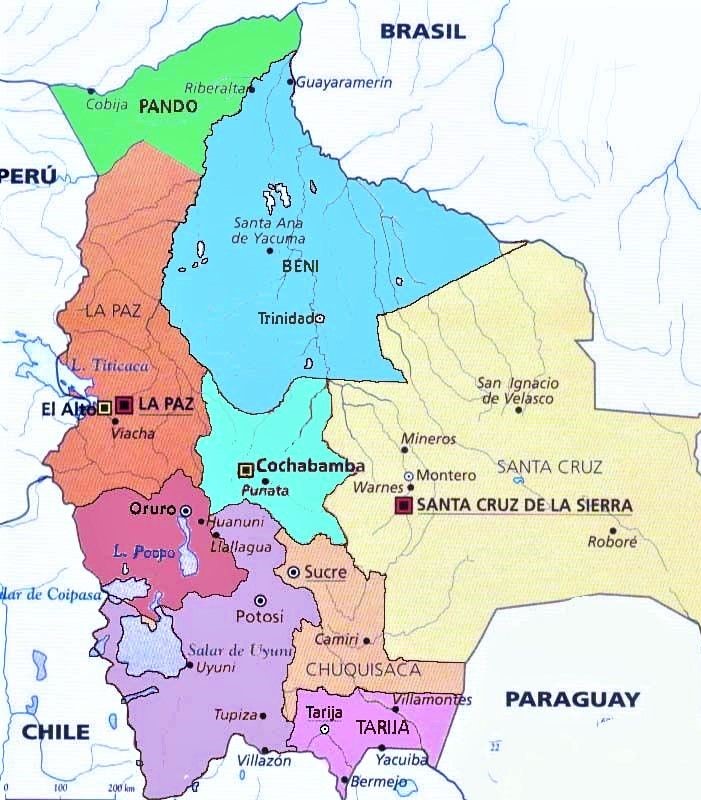 BRASIL
Guayaramerín
Riberalta
Cobija
PANDO
PERÚ
Santa Ana
de Yacuma
BENI
LA PAZ
Trinidad
L. Titicaca
San Ignacio
de Velasco
El Alto
LA PAZ
Viacha
Mineros
Cochabamba
SANTA CRUZ
Montero
Punata
Warnes
SANTA CRUZ DE LA SIERRA
Oruro
Huanuni
Llallagua
Roboré
L. Poopo
Sucre
lar de Coipasa
Potosí
Camiri
Salar de Uyuni
Uyuni
CHUQUISACA
Villamontes
PARAGUAY
Tarija
TARIJA
Tupiza
CHILE
22
Villazón
Yacuiba
Bermejo
0 100 200 km